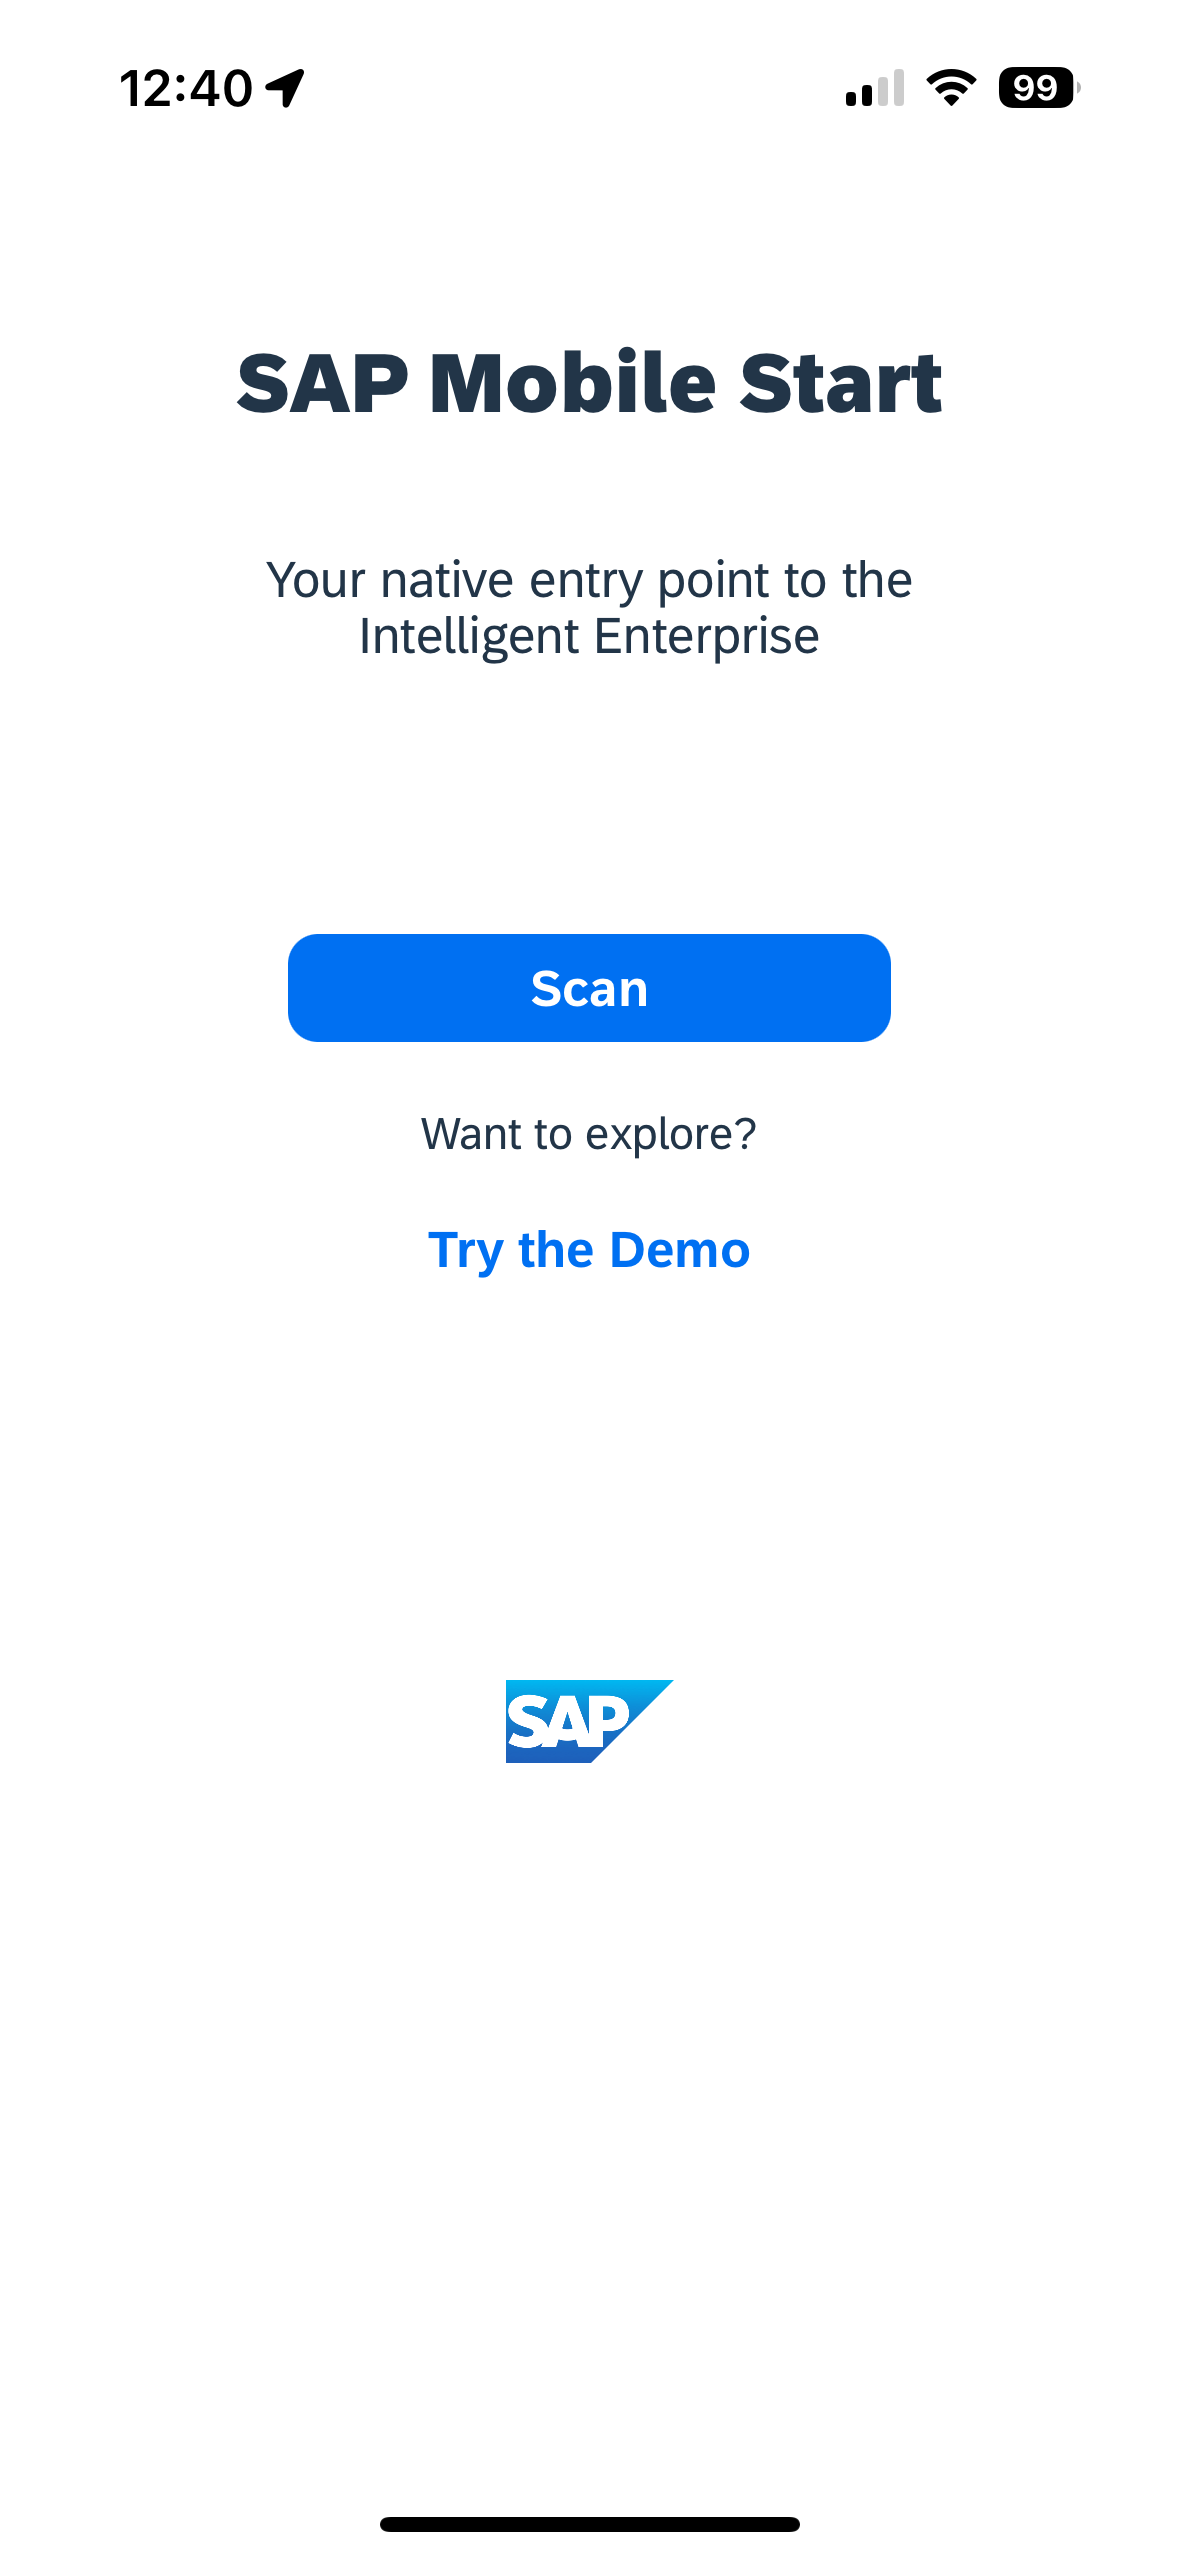 12:40
99
SAP Mobile Start
Your native entry point to the
Intelligent Enterprise
Scan
Want to explore?
Try the Demo
SAP